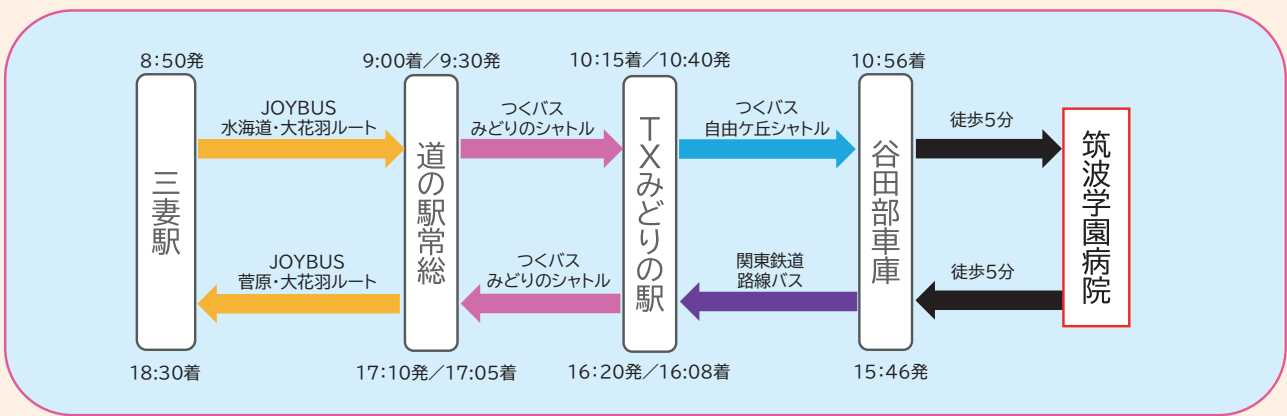 8:50発
9:00着/9:30発
10:15着/10:40発
10:56着
JOYBUS
水海道・大花羽ルート
つくバス
みどりのシャトル
つくバス
自由ケ丘シャトル
徒歩5分
三妻駅
道の駅常総
TXみどりの駅
谷田部車庫
筑波学園病院
JOYBUS
菅原・大花羽ルート
つくバス
みどりのシャトル
関東鉄道
路線バス
徒歩5分
18:30着
17:10発/17:05着
16:20発/16:08着
15:46発